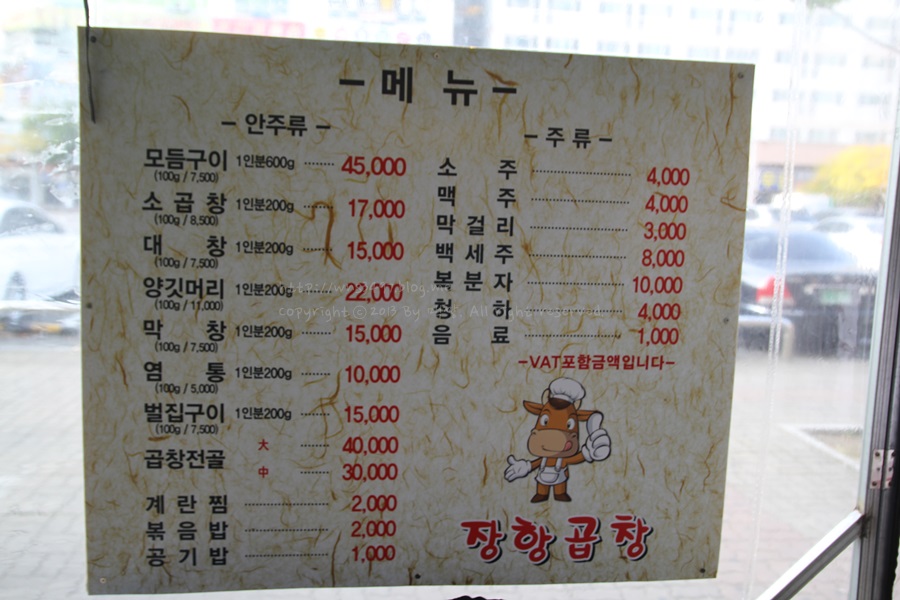 －메 뉴－
－안주류－
모듬구이 1인분600g ········ 45,000
(100g / 7,500)
소 곱 창 1인분200g ········ 17,000
(100g / 8,500)
대 창 1인분200g ········ 15,000
(100g / 7,500)
양깃머리 1인분200g ········ 22,000
(100g / 11,000)
막 창 1인분200g ········ 15,000
(100g / 7,500)
염 통 1인분200g ········ 10,000
(100g / 5,000)
벌집구이 1인분200g ········ 15,000
(100g / 7,500)
곱창전골 大 ········ 40,000
中 ········ 30,000
계 란 찜 ········ 2,000
볶 음 밥 ········ 2,000
공 기 밥 ········ 1,000
－주 류－
소 주 ········ 4,000
맥 주 ········ 4,000
막 걸 리 ········ 3,000
백 세 주 ········ 8,000
복 분 자 ········ 10,000
청 하 ········ 4,000
음 료 ········ 1,000
－VAT포함금액입니다－
장항곱창